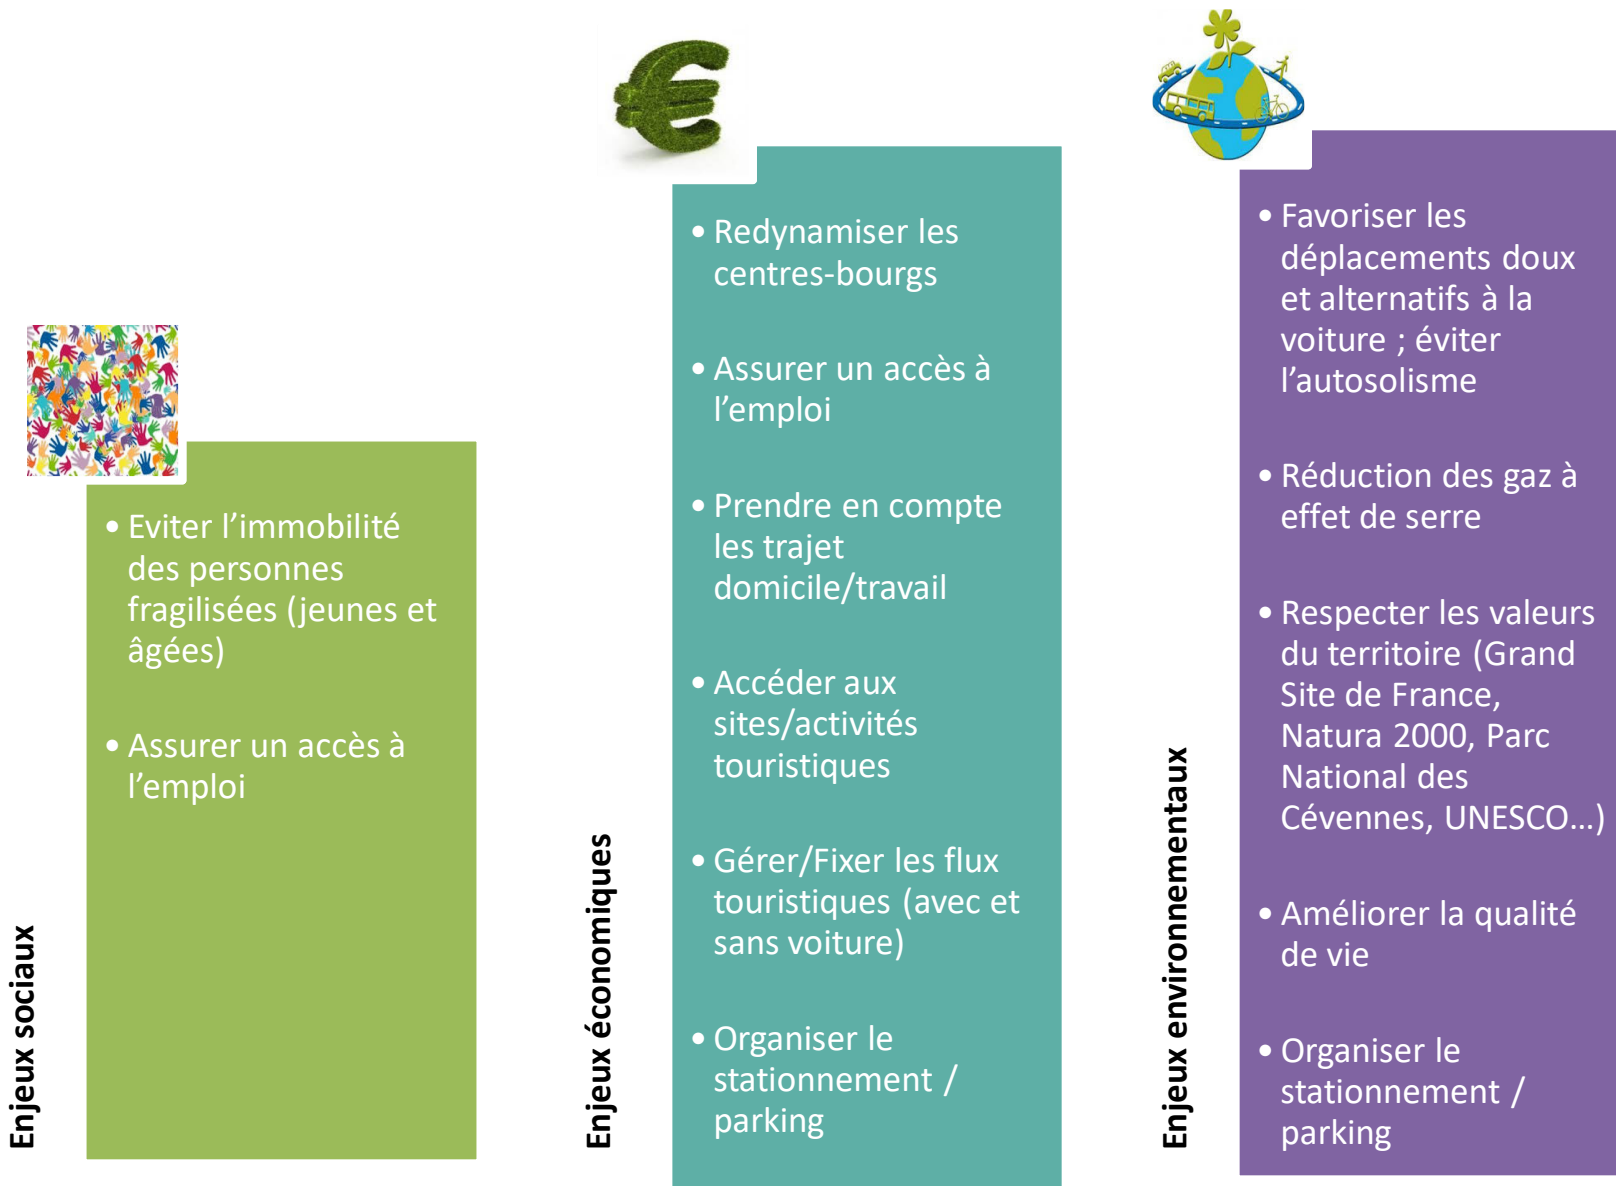 Enjeux sociaux
• Eviter l’immobilité
des personnes
fragilisées (jeunes et
âgées)
• Assurer un accès à
l’emploi
Enjeux économiques
• Redynamiser les
centres-bourgs
• Assurer un accès à
l’emploi
• Prendre en compte
les trajet
domicile/travail
• Accéder aux
sites/activités
touristiques
• Gérer/Fixer les flux
touristiques (avec et
sans voiture)
• Organiser le
stationnement /
parking
Enjeux environnementaux
• Favoriser les
déplacements doux
et alternatifs à la
voiture ; éviter
l’autosolisme
• Réduction des gaz à
effet de serre
• Respecter les valeurs
du territoire (Grand
Site de France,
Natura 2000, Parc
National des
Cévennes, UNESCO…)
• Améliorer la qualité
de vie
• Organiser le
stationnement /
parking